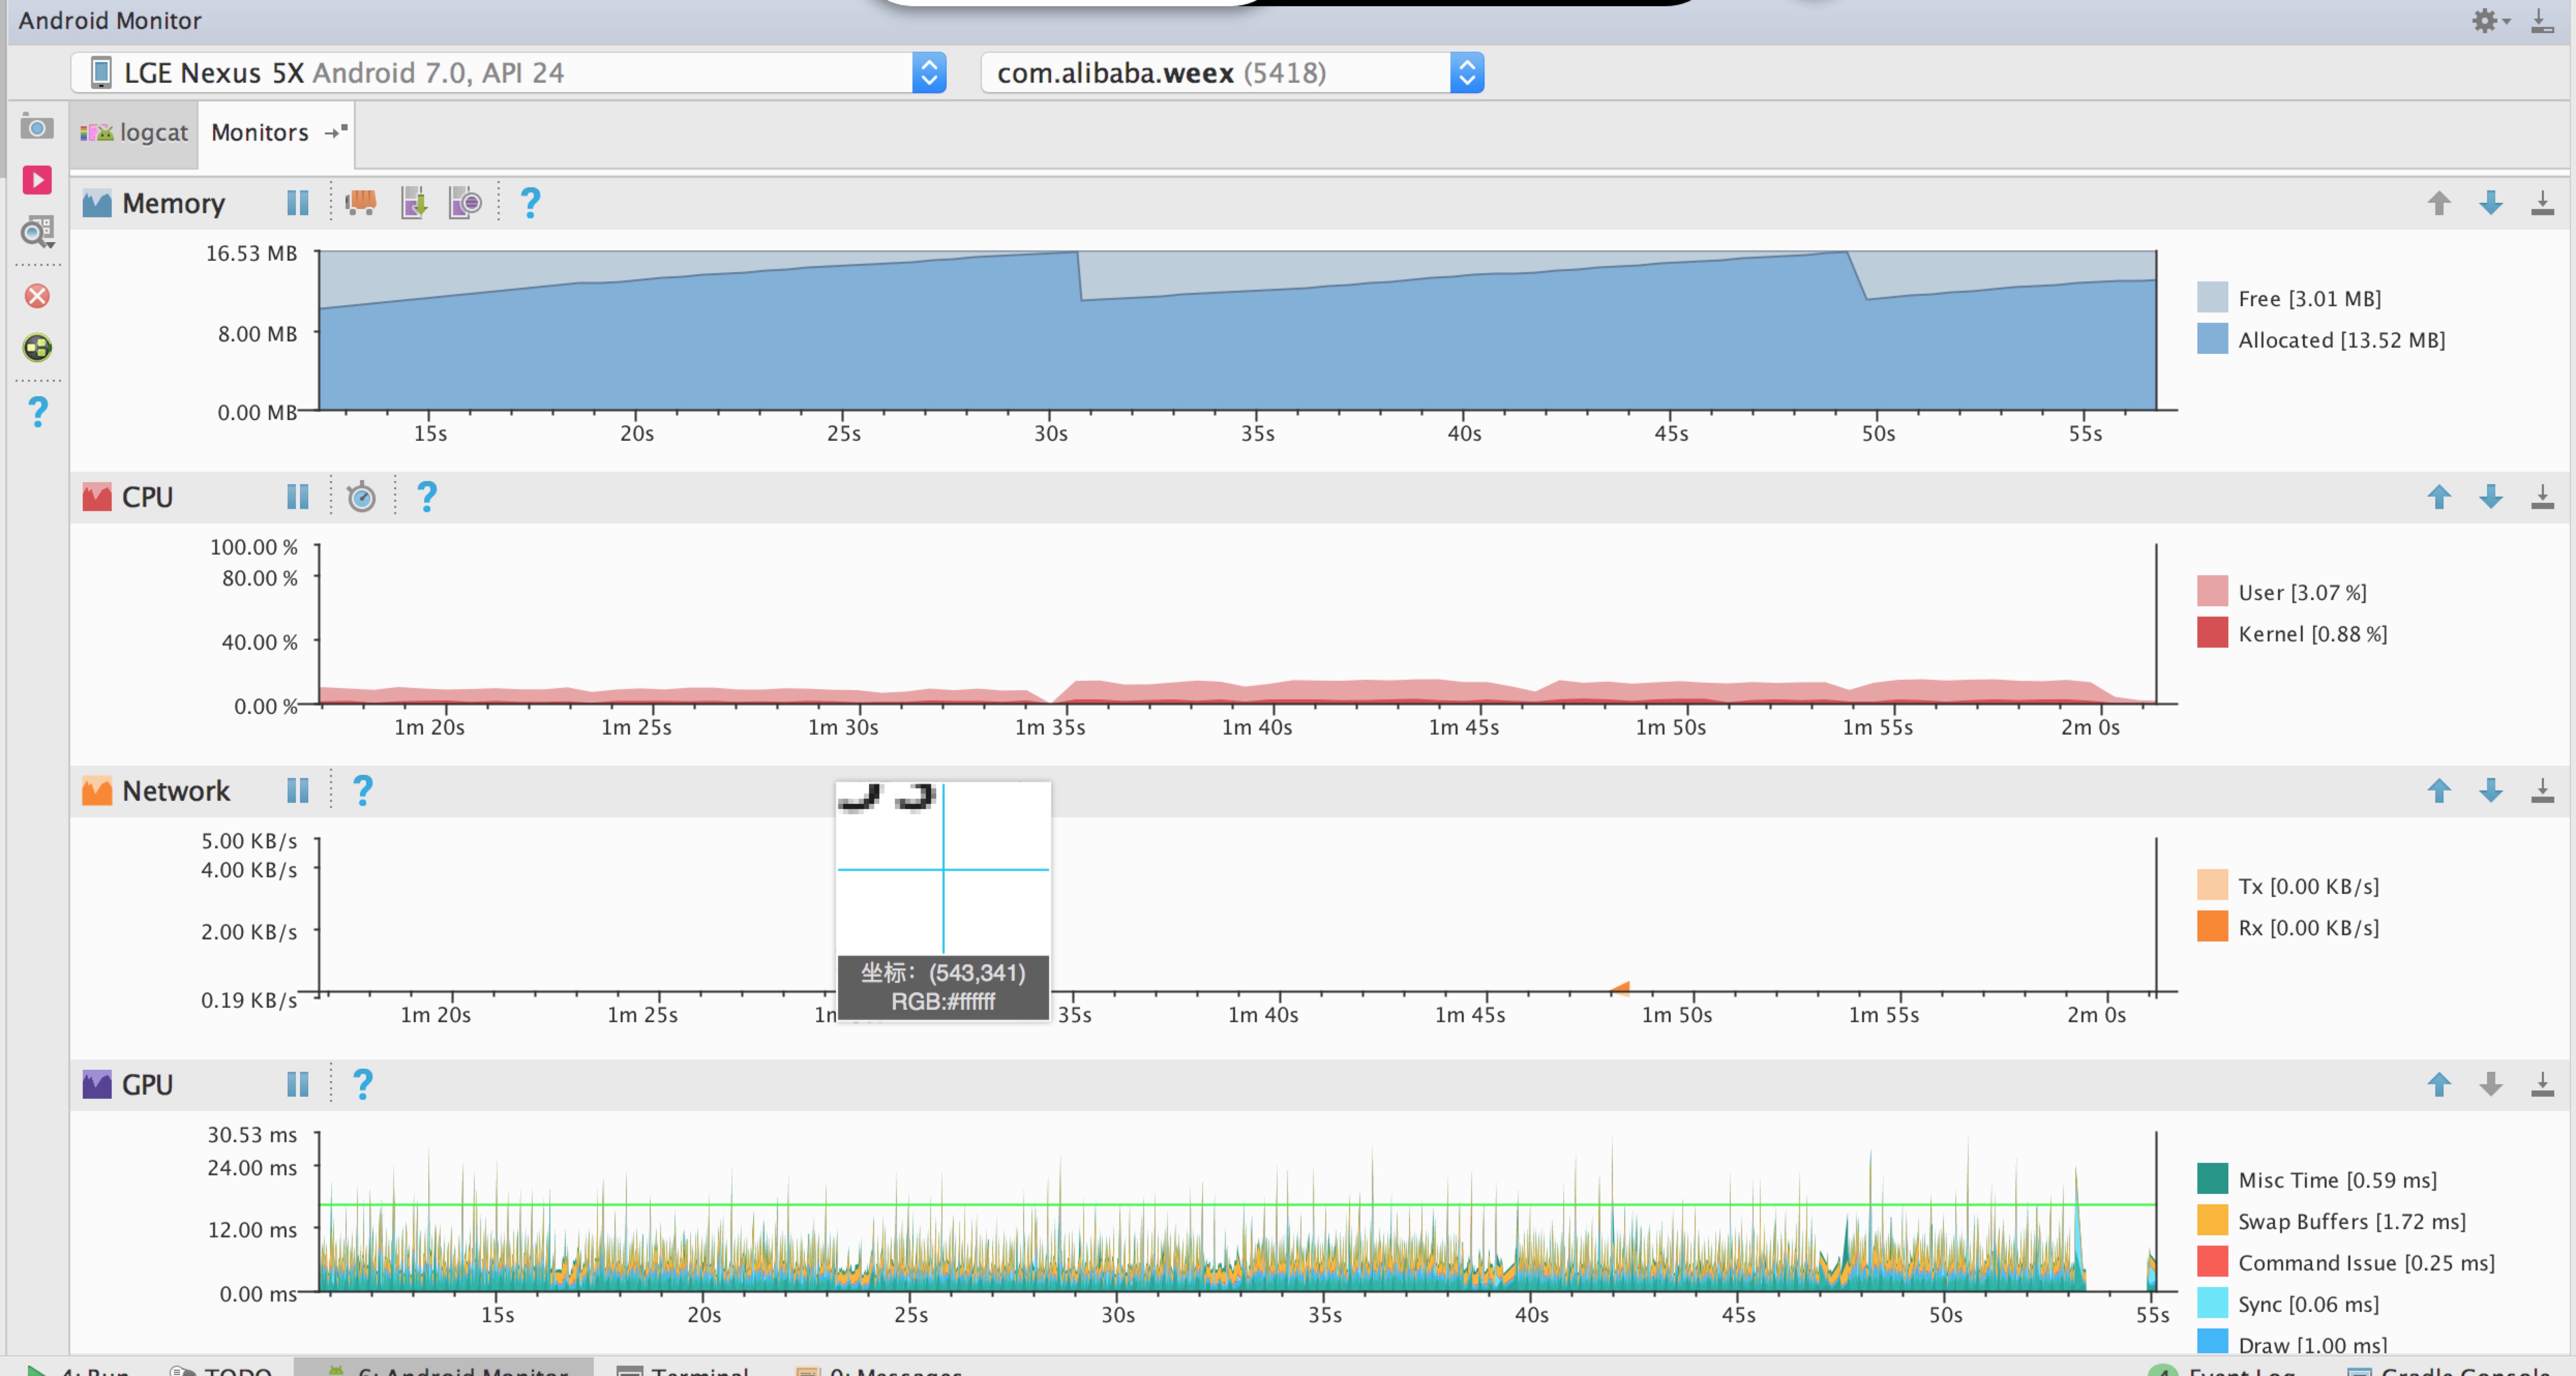 Android Monitor
LGE Nexus 5X Android 7.0, API 24
com.alibaba.weex (5418)
logcat
Monitors
Memory
16.53 MB
8.00 MB
0.00 MB
15s 20s 25s 30s 35s 40s 45s 50s 55s
Free [3.01 MB]
Allocated [13.52 MB]
CPU
100.00 %
80.00 %
40.00 %
0.00 %
1m 20s 1m 25s 1m 30s 1m 35s 1m 40s 1m 45s 1m 50s 1m 55s 2m 0s
User [3.07 %]
Kernel [0.88 %]
Network
5.00 KB/s
4.00 KB/s
2.00 KB/s
0.19 KB/s
坐标: (543,341)
RGB:#ffffff
1m 20s 1m 25s 35s 1m 40s 1m 45s 1m 50s 1m 55s 2m 0s
Tx [0.00 KB/s]
Rx [0.00 KB/s]
GPU
30.53 ms
24.00 ms
12.00 ms
0.00 ms
15s 20s 25s 30s 35s 40s 45s 50s 55s
Misc Time [0.59 ms]
Swap Buffers [1.72 ms]
Command Issue [0.25 ms]
Sync [0.06 ms]
Draw [1.00 ms]
4: Run TODO 6: Android Monitor Terminal 0: Messages Event Log Gradle Console